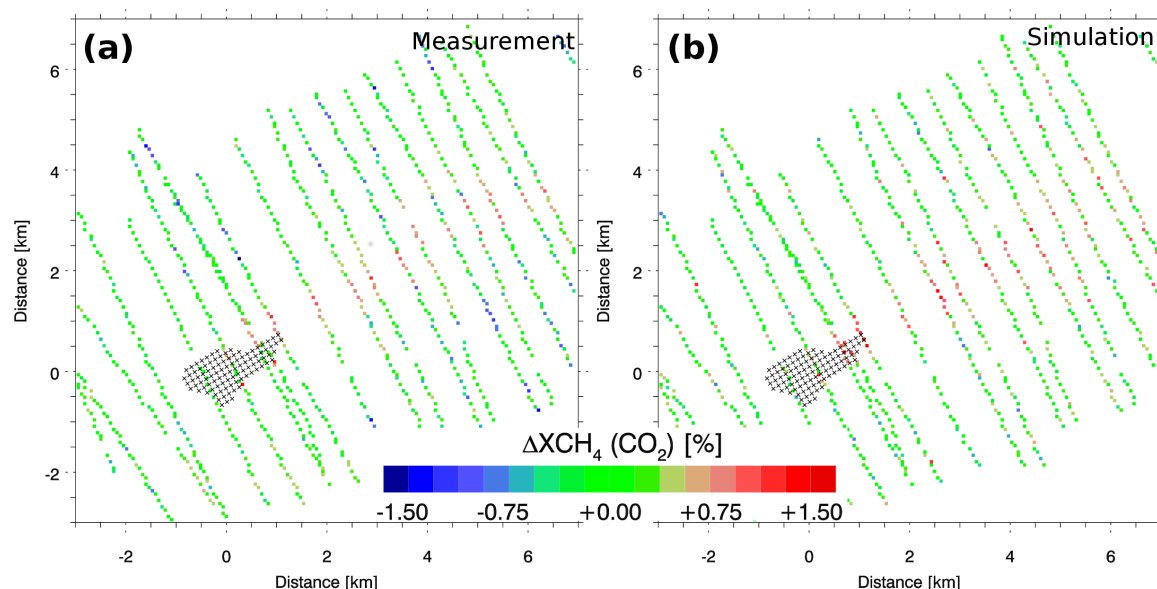 (a) Measurement
(b) Simulation
6
4
2
0
-2
Distance [km]
-2 0 2 4 6
Distance [km]
6
4
2
0
-2
Distance [km]
-2 0 2 4 6
Distance [km]
ΔXCH₄ (CO₂) [%]
-1.50 -0.75 +0.00 +0.75 +1.50